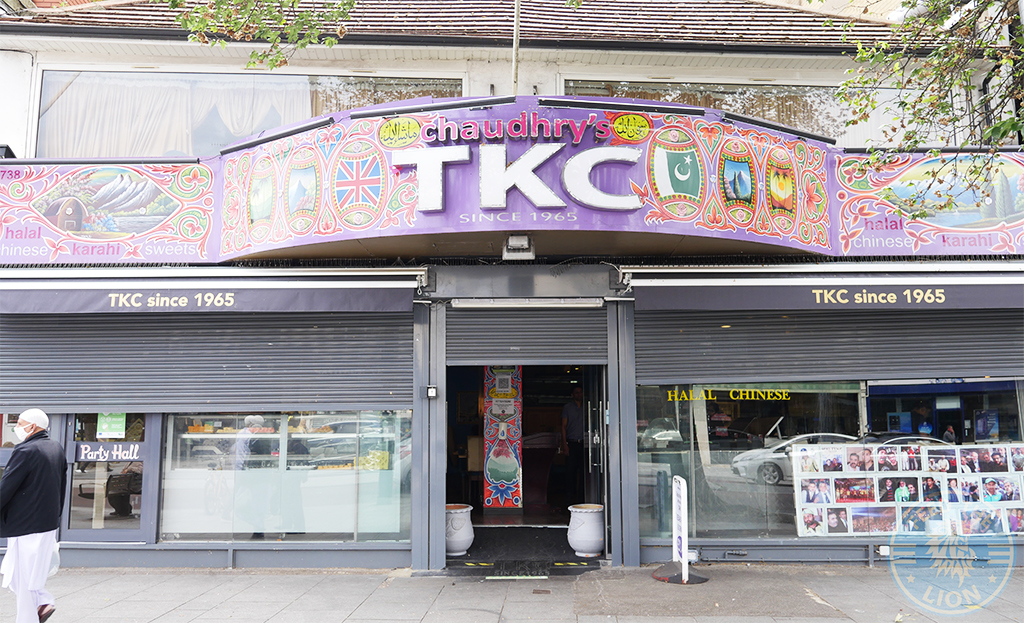 chaudhry's
TKC
SINCE 1965
738
halal
chinese karahi sweets
halal
chinese karahi
TKC since 1965
TKC since 1965
HALAL CHINESE
Party Hall
LION